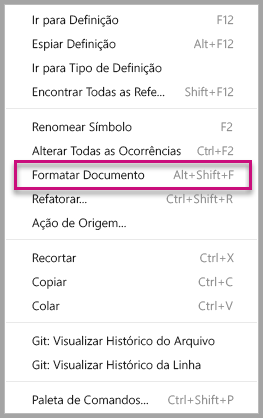 Ir para Definição F12
Espiar Definição Alt+F12
Ir para Tipo de Definição
Encontrar Todas as Refe... Shift+F12
Renomear Símbolo F2
Alterar Todas as Ocorrências Ctrl+F2
Formatar Documento Alt+Shift+F
Refatorar... Ctrl+Shift+R
Ação de Origem...
Recortar Ctrl+X
Copiar Ctrl+C
Colar Ctrl+V
Git: Visualizar Histórico do Arquivo
Git: Visualizar Histórico da Linha
Paleta de Comandos... Ctrl+Shift+P